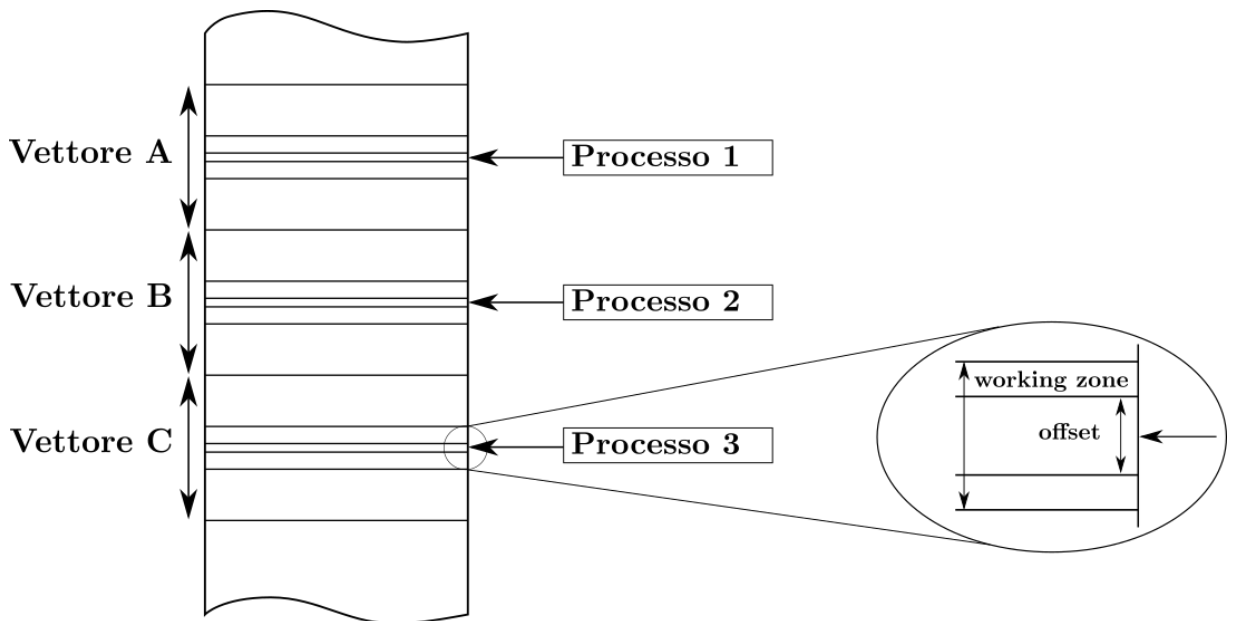 Vettore A
Processo 1
Vettore B
Processo 2
Vettore C
Processo 3
working zone
offset